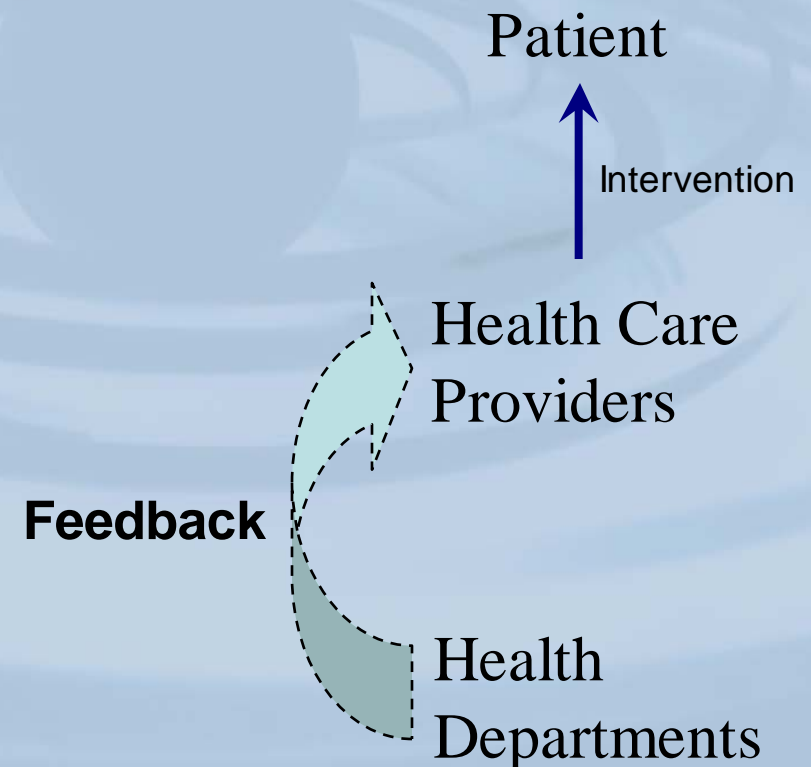 Patient
Intervention
Health Care
Providers
Feedback
Health
Departments